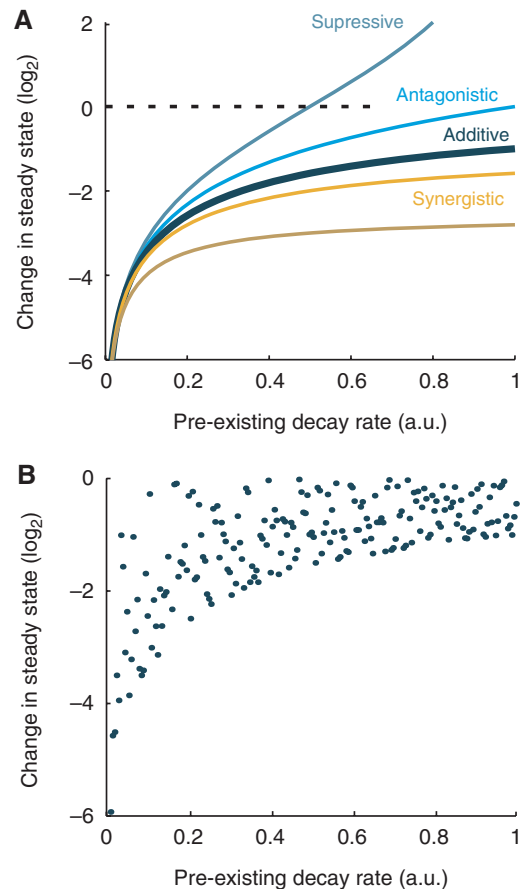 A
Supressive
Antagonistic
Additive
Synergistic
Change in steady state (log2)
2
0
–2
–4
–6
0 0.2 0.4 0.6 0.8 1
Pre-existing decay rate (a.u.)
B
Change in steady state (log2)
0
–2
–4
–6
0 0.2 0.4 0.6 0.8 1
Pre-existing decay rate (a.u.)